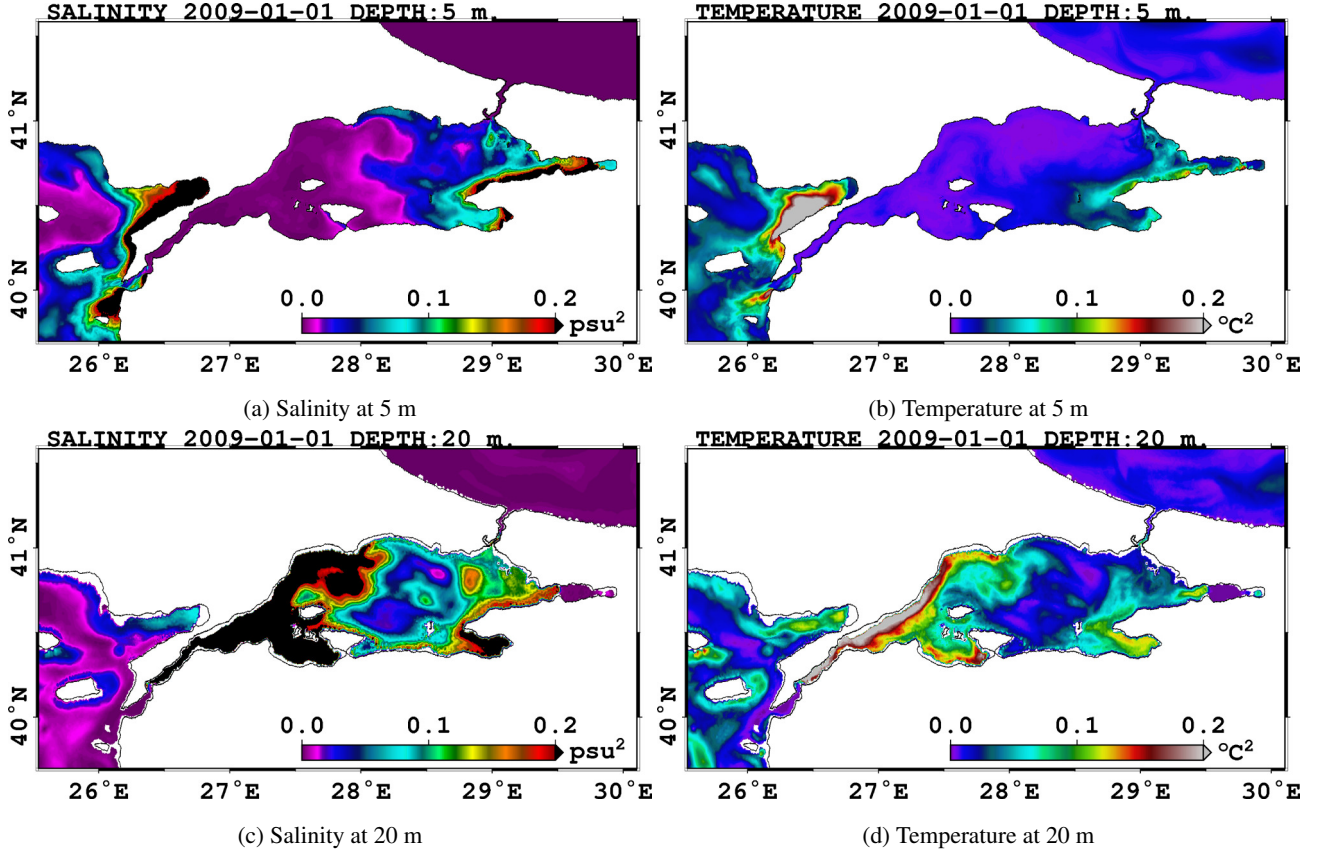 SALINITY 2009-01-01 DEPTH:5 m.
41°N
40°N
0.0 0.1 0.2
psu²
26°E 27°E 28°E 29°E 30°E
(a) Salinity at 5 m
TEMPERATURE 2009-01-01 DEPTH:5 m.
41°N
40°N
0.0 0.1 0.2
°C²
26°E 27°E 28°E 29°E 30°E
(b) Temperature at 5 m
SALINITY 2009-01-01 DEPTH:20 m.
41°N
40°N
0.0 0.1 0.2
psu²
26°E 27°E 28°E 29°E 30°E
(c) Salinity at 20 m
TEMPERATURE 2009-01-01 DEPTH:20 m.
41°N
40°N
0.0 0.1 0.2
°C²
26°E 27°E 28°E 29°E 30°E
(d) Temperature at 20 m